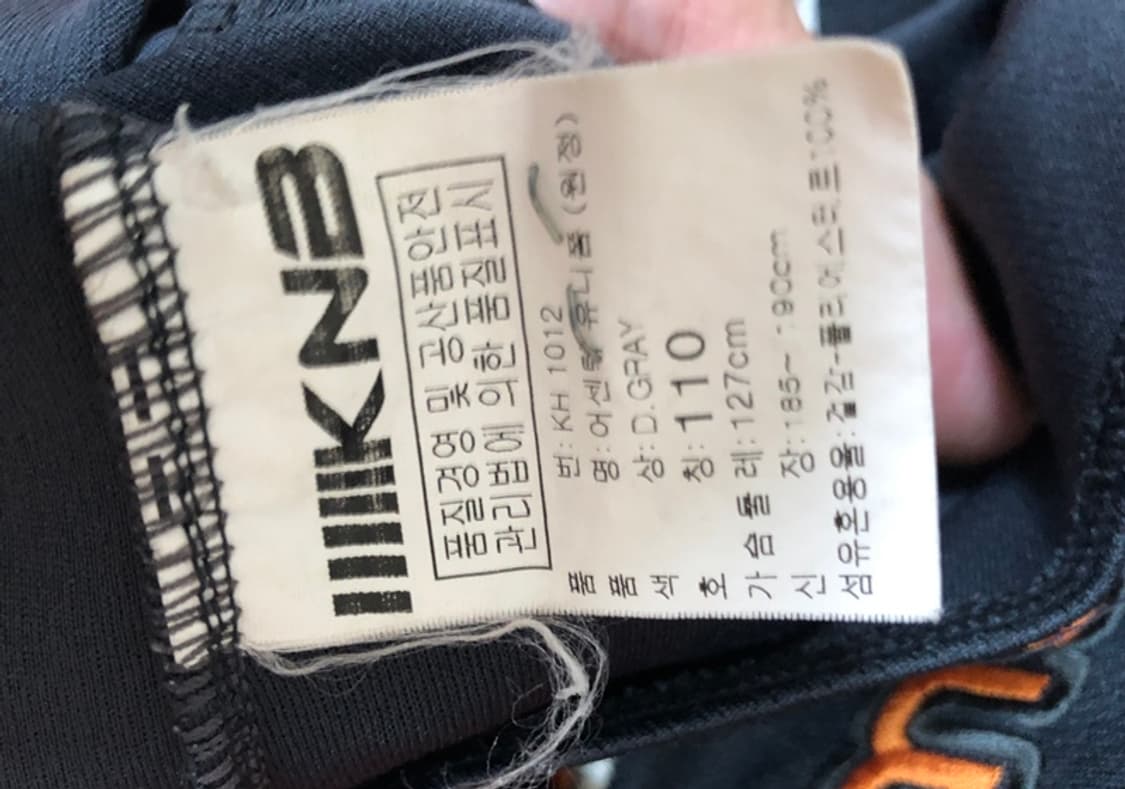 KNB
품질경영 및 공산품안전
관리법에 의한 품질표시
품 번: KH 1012
품 명: 어센틱유니폼 (원정)
색 상: D.GRAY
호 칭: 110
가 슴 둘 레: 127cm
신 장: 185~190cm
섬유혼용율: 겉감-폴리에스터르100%